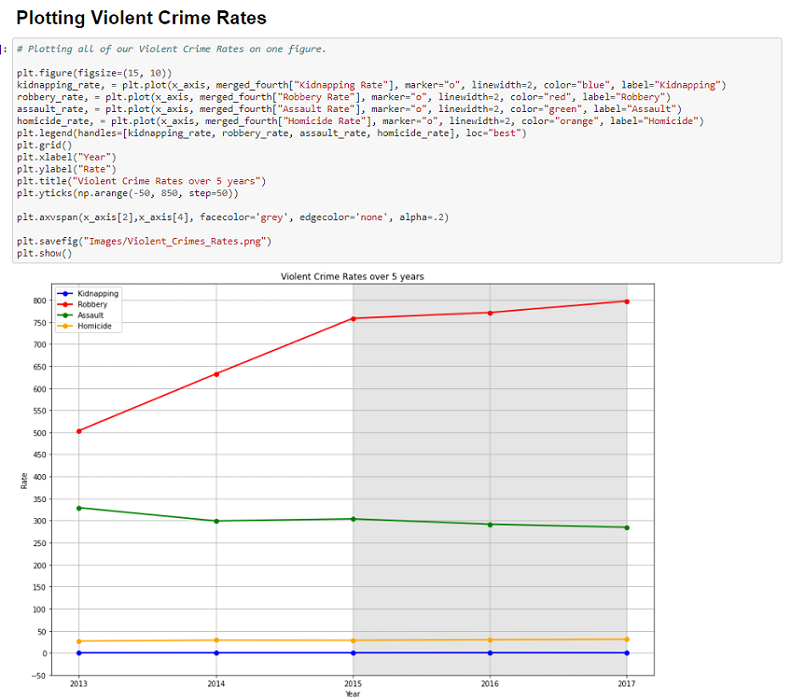 Plotting Violent Crime Rates
]: # Plotting all of our Violent Crime Rates on one figure.
plt.figure(figsize=(15, 10))
kidnapping_rate, = plt.plot(x_axis, merged_fourth["Kidnapping Rate"], marker="o", linewidth=2, color="blue", label="Kidnapping")
robbery_rate, = plt.plot(x_axis, merged_fourth["Robbery Rate"], marker="o", linewidth=2, color="red", label="Robbery")
assault_rate, = plt.plot(x_axis, merged_fourth["Assault Rate"], marker="o", linewidth=2, color="green", label="Assault")
homicide_rate, = plt.plot(x_axis, merged_fourth["Homicide Rate"], marker="o", linewidth=2, color="orange", label="Homicide")
plt.legend(handles=[kidnapping_rate, robbery_rate, assault_rate, homicide_rate], loc="best")
plt.grid()
plt.xlabel("Year")
plt.ylabel("Rate")
plt.title("Violent Crime Rates over 5 years")
plt.yticks(np.arange(-50, 850, step=50))
plt.axvspan(x_axis[2],x_axis[4], facecolor='grey', edgecolor='none', alpha=.2)
plt.savefig("Images/Violent_Crimes_Rates.png")
plt.show()
Violent Crime Rates over 5 years
Kidnapping
Robbery
Assault
Homicide
800
750
700
650
600
550
500
450
400
350
300
250
200
150
100
50
0
−50
Rate
2013 2014 2015 2016 2017
Year